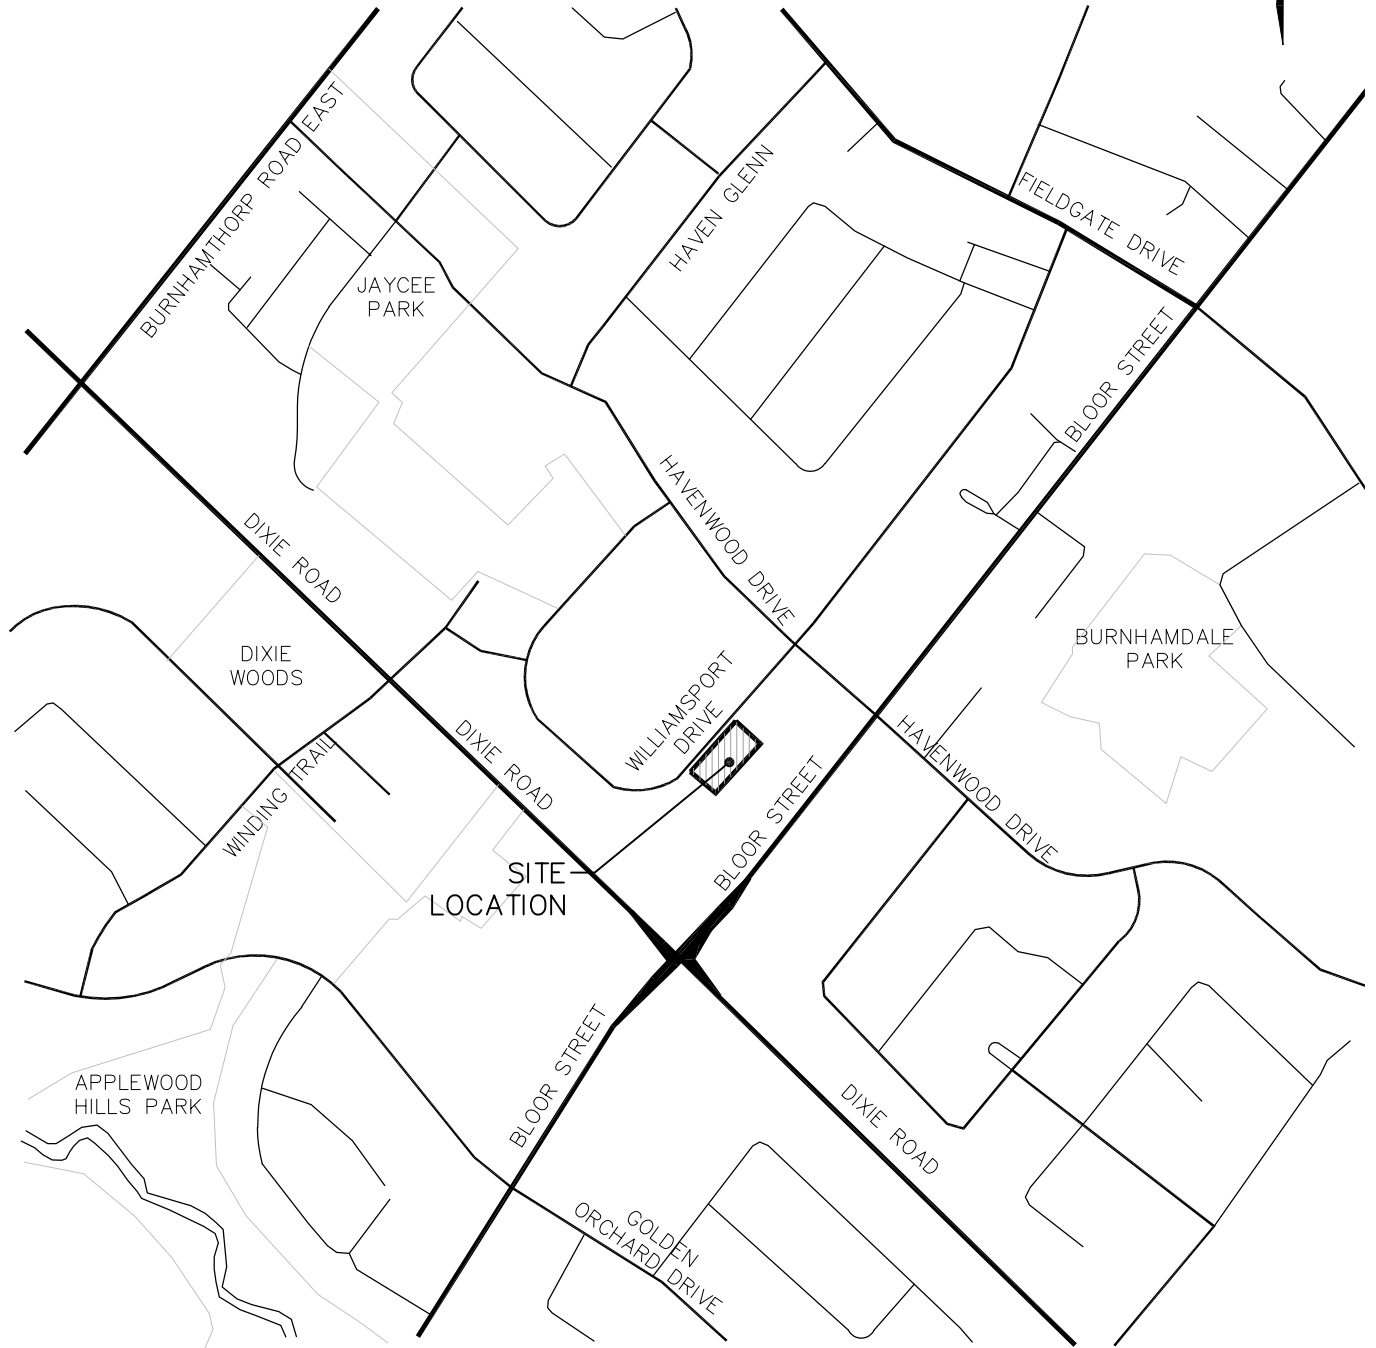 BURNHAMTHORP ROAD EAST
HAVEN GLENN
FIELDGATE DRIVE
JAYCEE
PARK
BLOOR STREET
HAVENWOOD DRIVE
DIXIE ROAD
DIXIE
WOODS
BURNHAMDALE
PARK
WILLIAMSPORT
DRIVE
DIXIE ROAD
HAVENWOOD DRIVE
WINDING TRAIL
BLOOR STREET
SITE
LOCATION
BLOOR STREET
APPLEWOOD
HILLS PARK
DIXIE ROAD
GOLDEN
ORCHARD DRIVE